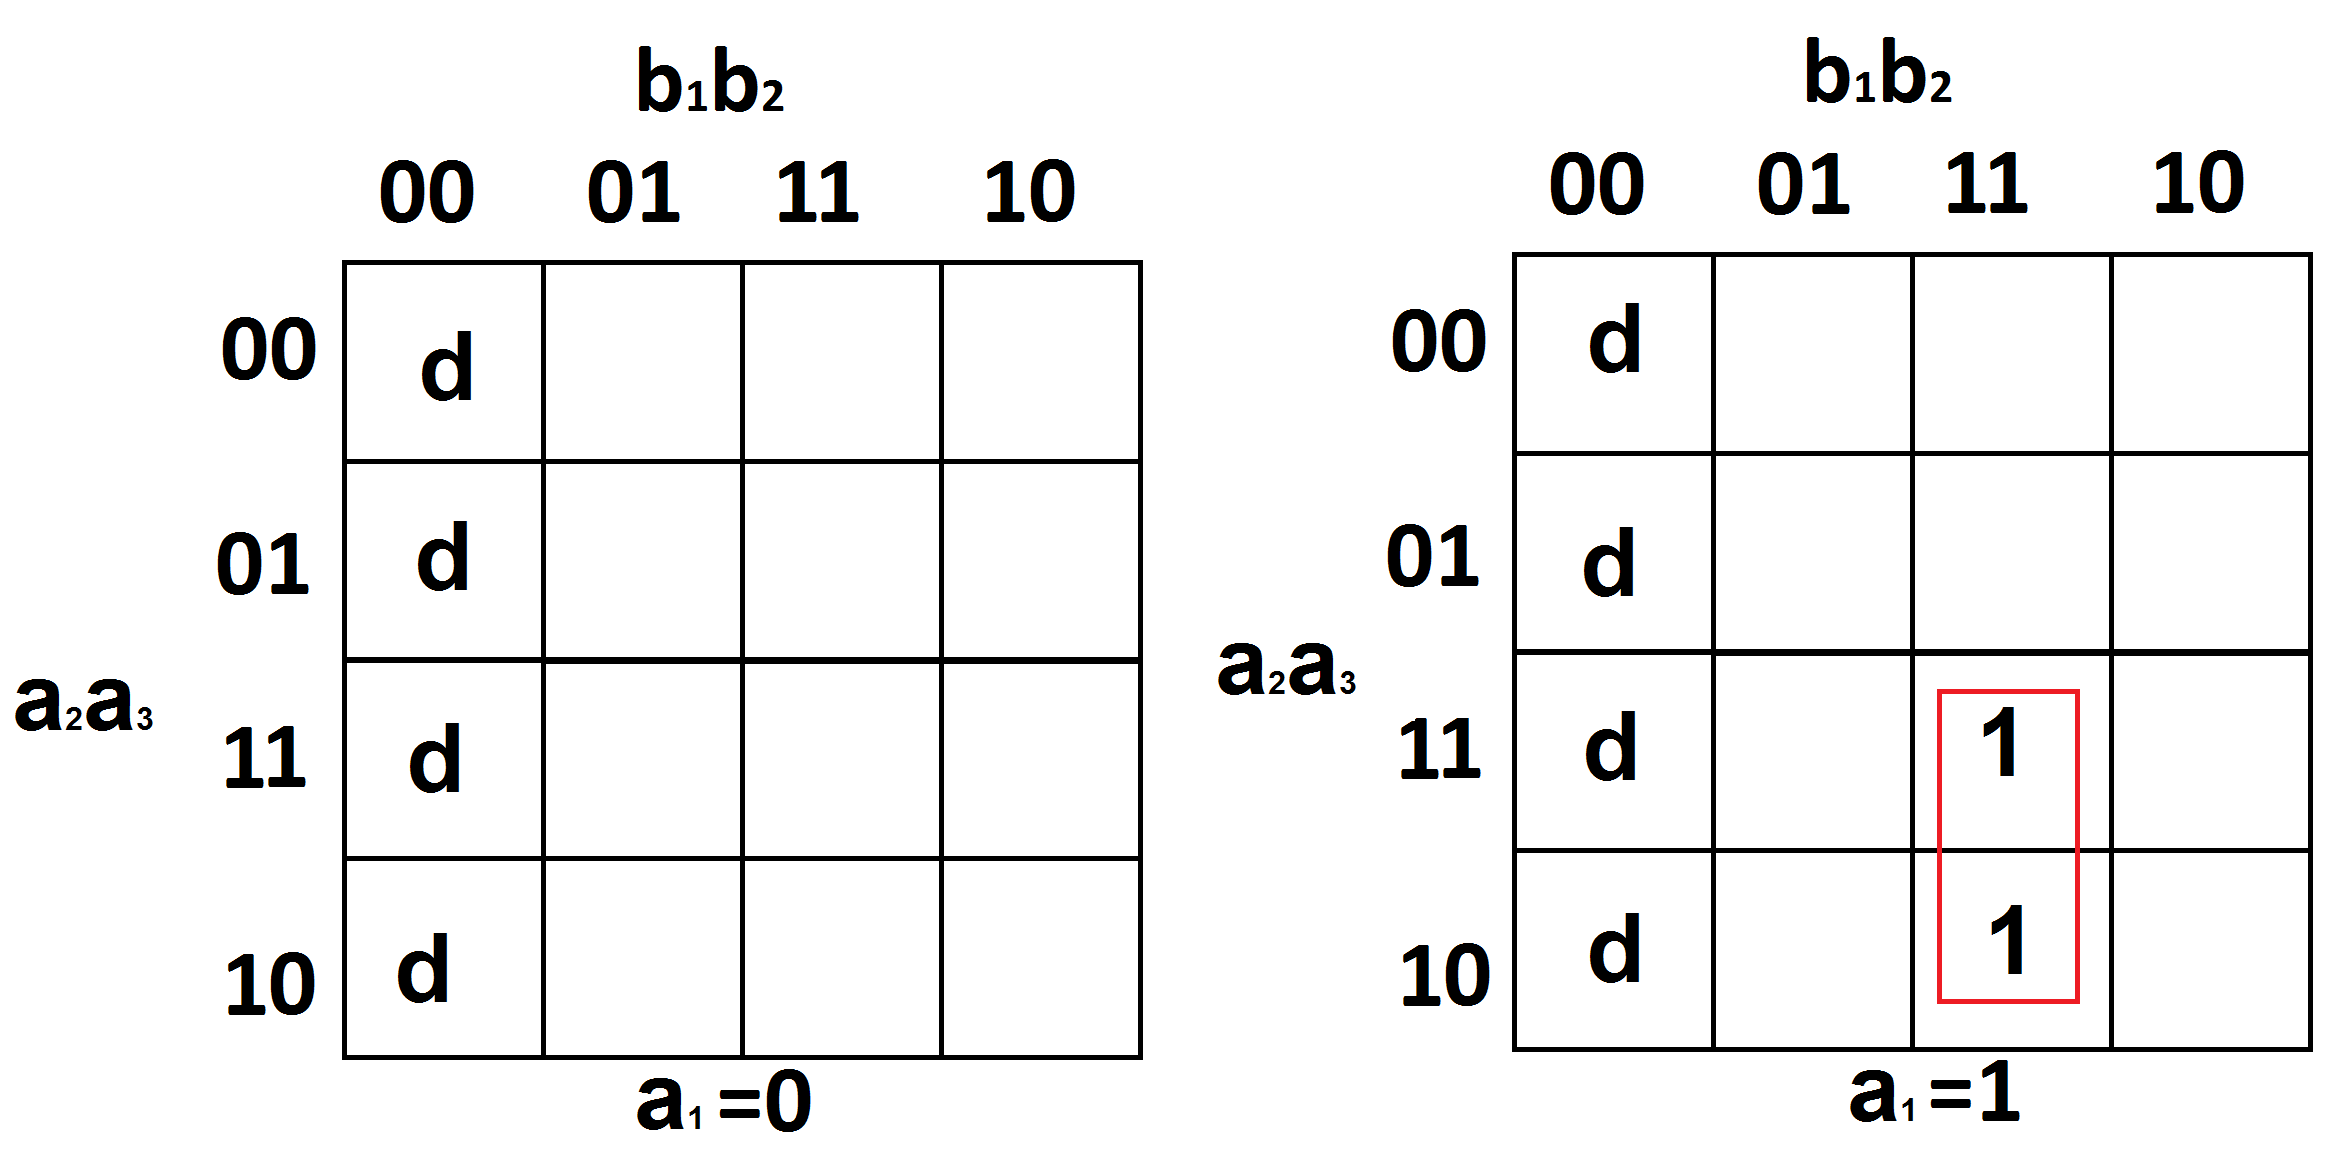 b₁b₂
00 01 11 10
00 d
01 d
a₂a₃
11 d
10 d
a₁ =0
b₁b₂
00 01 11 10
00 d
01 d
a₂a₃
11 d 1
10 d 1
a₁ =1